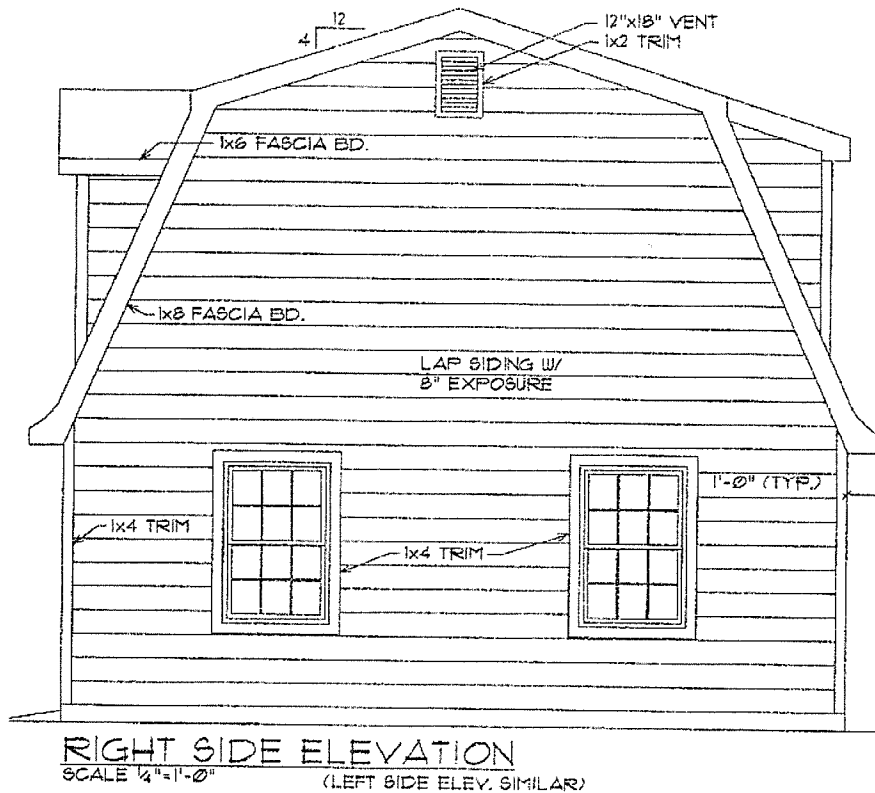 12
4
12"x18" VENT
1x2 TRIM
1x6 FASCIA BD.
1x8 FASCIA BD.
LAP SIDING W/
8" EXPOSURE
1'-0" (TYP.)
1x4 TRIM
1x4 TRIM
RIGHT SIDE ELEVATION
SCALE 1/4"=1'-0"
(LEFT SIDE ELEV. SIMILAR)